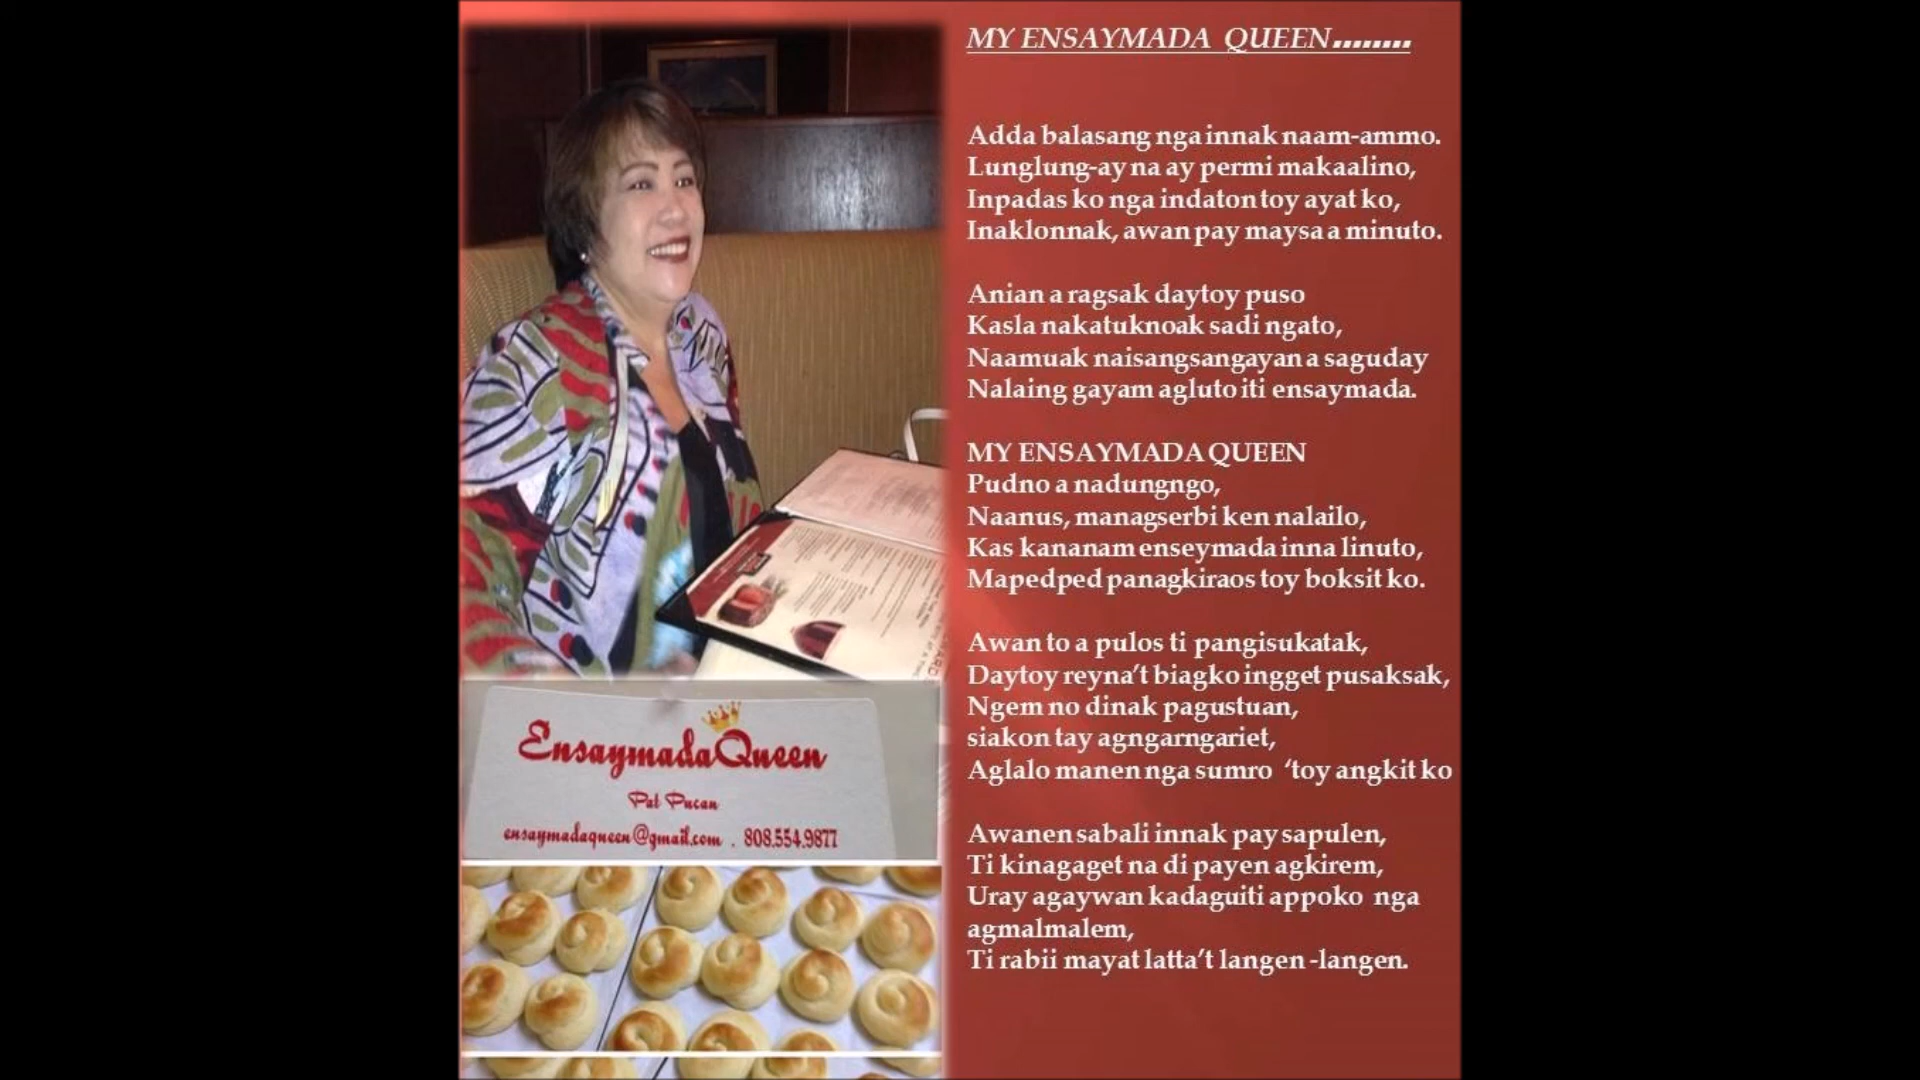 MY ENSAYMADA QUEEN........
Adda balasang nga innak naam-ammo.
Lunglung-ay na ay permi makaalino,
Inpadas ko nga indaton toy ayat ko,
Inaklonnak, awan pay maysa a minuto.
Anian a ragsak daytoy puso
Kasla nakatuknoak sadi ngato,
Naamuak naisangsangayan a saguday
Nalaing gayam agluto iti ensaymada.
MY ENSAYMADA QUEEN
Pudno a nadungngo,
Naanus, managserbi ken nalailo,
Kas kananam enseymada inna linuto,
Mapedped panagkiraos toy boksit ko.
Awan to a pulos ti pangisukatak,
Daytoy reyna't biagko ingget pusaksak,
Ngem no dinak pagustuan,
siakon tay agngarngariet,
Aglalo manen nga sumro 'toy angkit ko
Awanen sabali innak pay sapulen,
Ti kinagaget na di payen agkirem,
Uray agaywan kadaguiti appoko nga
agmalmalem,
Ti rabii mayat latta't langen -langen.
EnsaymadaQueen
Pat Pucan
ensaymadaqueen@gmail.com . 808.554.9877